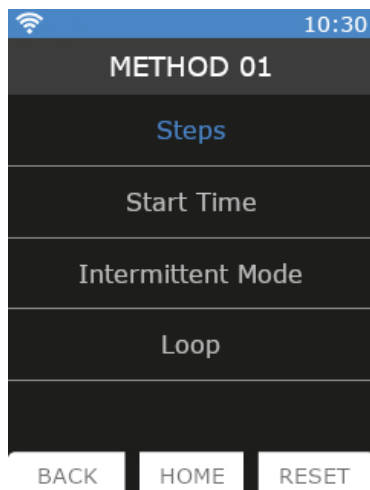 10:30
METHOD 01
Steps
Start Time
Intermittent Mode
Loop
BACK HOME RESET